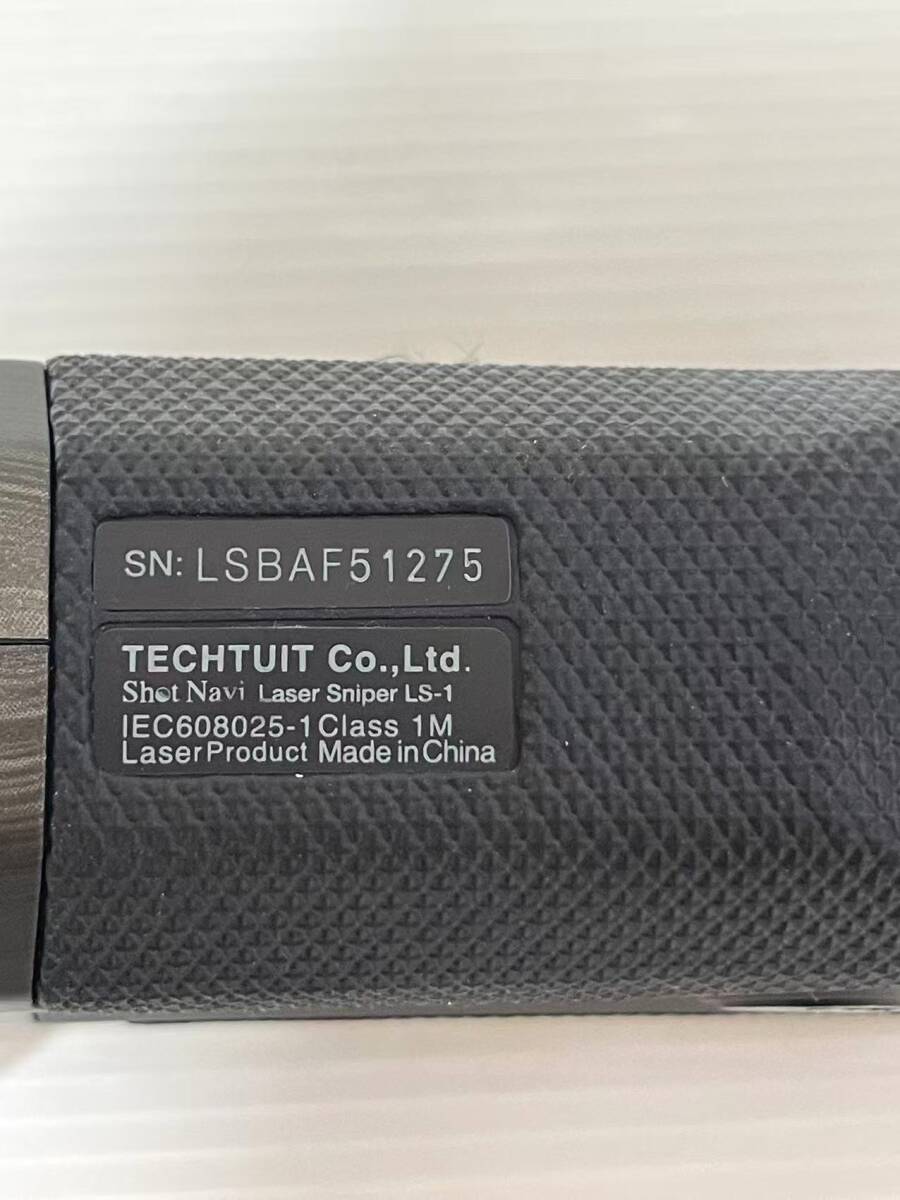 SN: LSBAF51275
TECHTUIT Co.,Ltd.
Shot Navi Laser Sniper LS-1
IEC608025-1 Class 1M
Laser Product Made in China